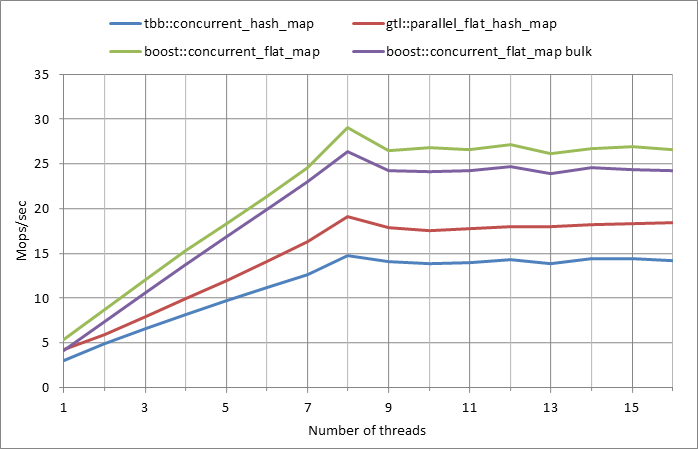 tbb::concurrent_hash_map gtl::parallel_flat_hash_map
boost::concurrent_flat_map boost::concurrent_flat_map bulk
35
30
25
20
15
10
5
0
Mops/sec
1 3 5 7 9 11 13 15
Number of threads